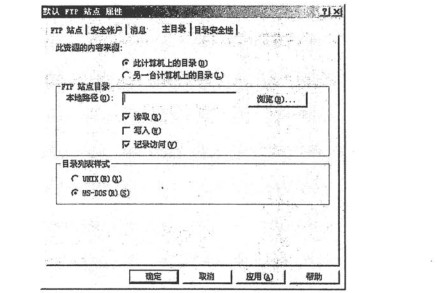 默认 FTP 站点 属性
FTP 站点 安全帐户 消息 主目录 目录安全性
此资源的内容来源:
此计算机上的目录(D)
另一台计算机上的目录(L)
FTP 站点目录
本地路径(O):
浏览(B)...
读取(R)
写入(W)
记录访问(V)
目录列表样式
UNIX(R)(X)
MS-DOS(R)(S)
确定 取消 应用(A) 帮助